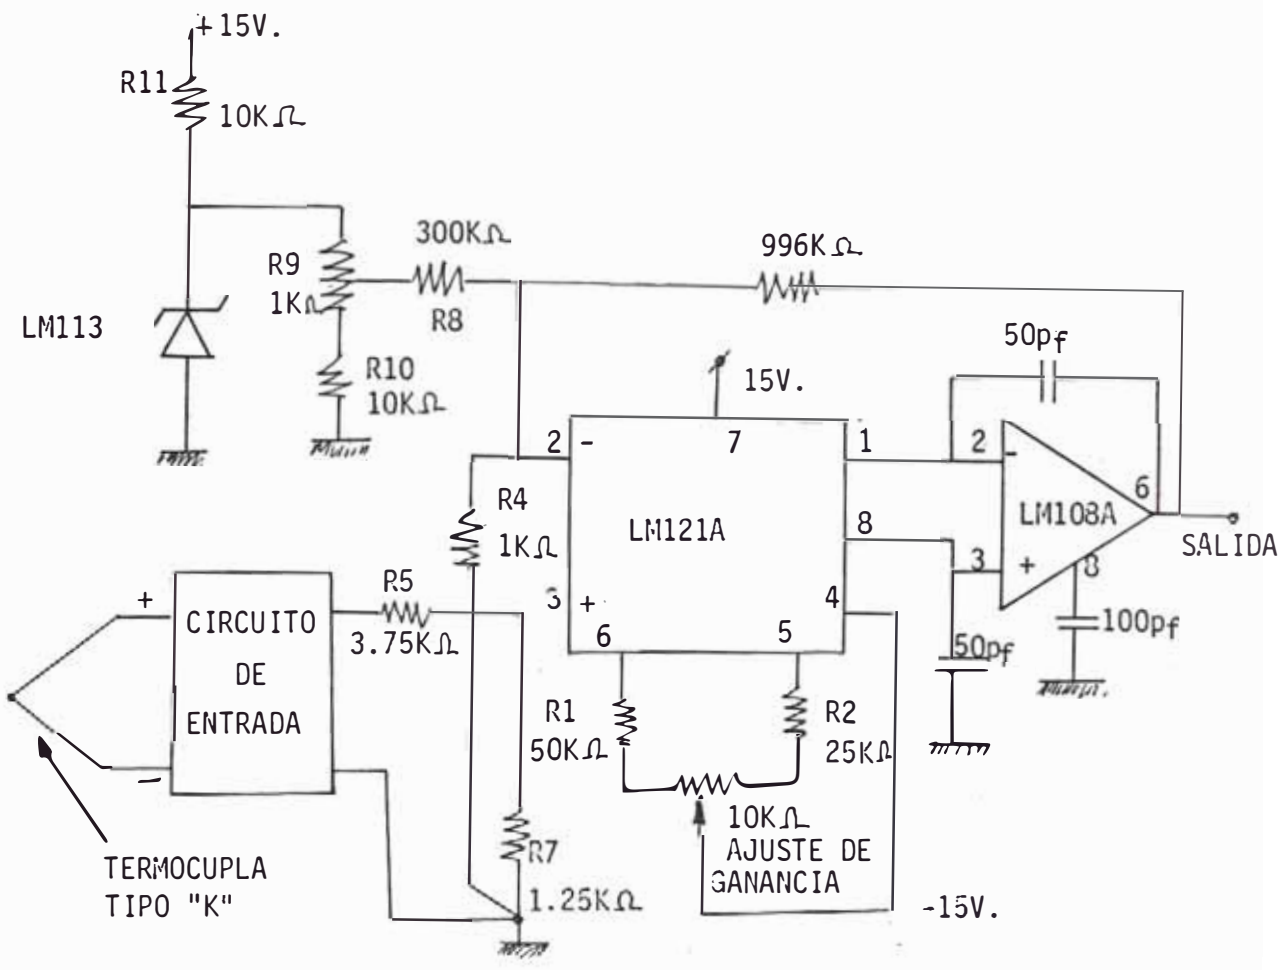 +15V.
R11
10KΩ
300KΩ
996KΩ
R9
1KΩ
R8
LM113
50pf
R10
10KΩ
15V.
2
-
7
1
2
-
R4
1KΩ
LM121A
8
6
LM108A
SALIDA
R5
3.75KΩ
3
+
6
5
4
3
+
8
50pf
100pf
+
CIRCUITO
DE
ENTRADA
-
R1
50KΩ
R2
25KΩ
10KΩ
AJUSTE DE
GANANCIA
R7
1.25KΩ
-15V.
TERMOCUPLA
TIPO "K"